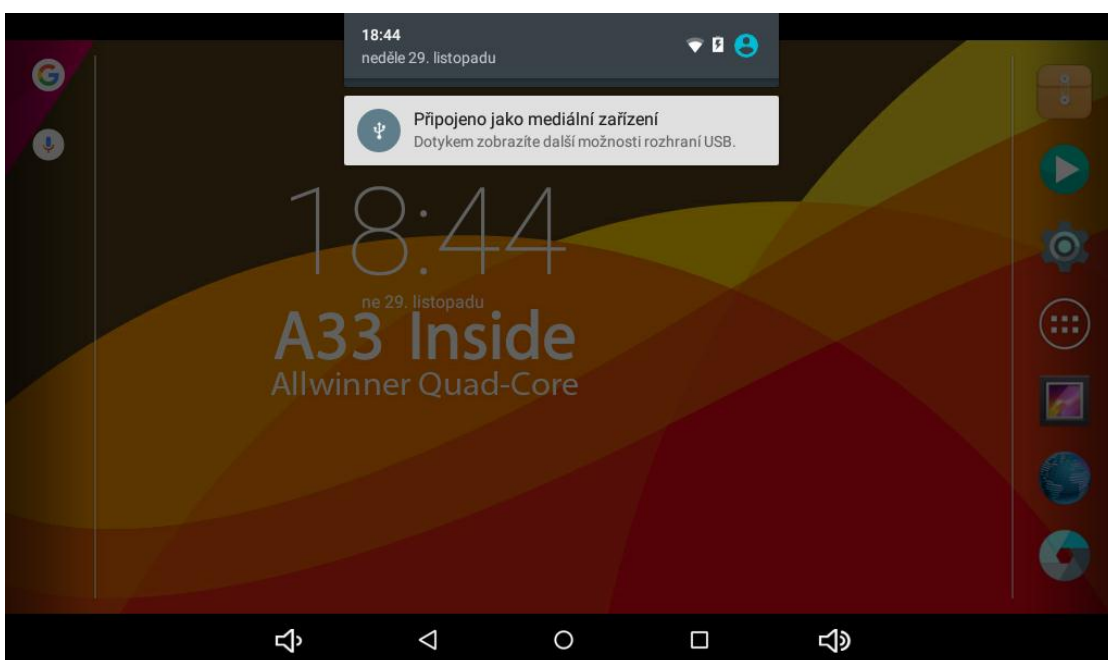 18:44
neděle 29. listopadu
Připojeno jako mediální zařízení
Dotykem zobrazíte další možnosti rozhraní USB.
18:44
ne 29. listopadu
A33 Inside
Allwinner Quad-Core